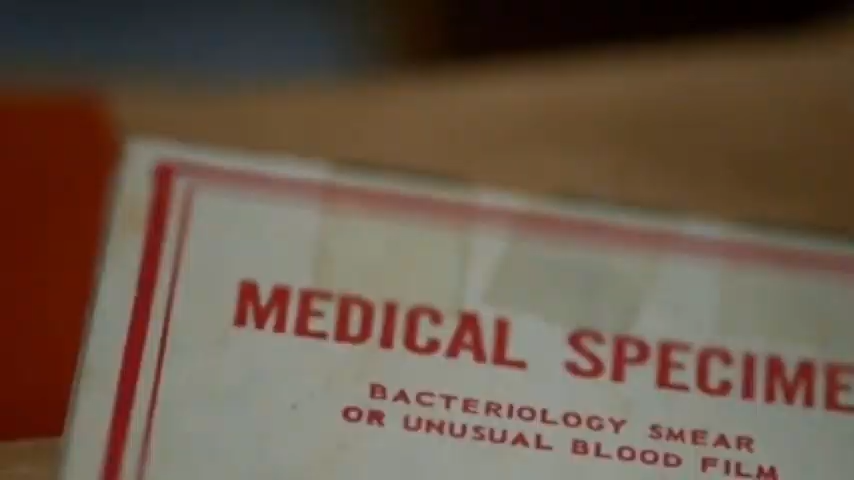 MEDICAL SPECIME
BACTERIOLOGY SMEAR
OR UNUSUAL BLOOD FILM